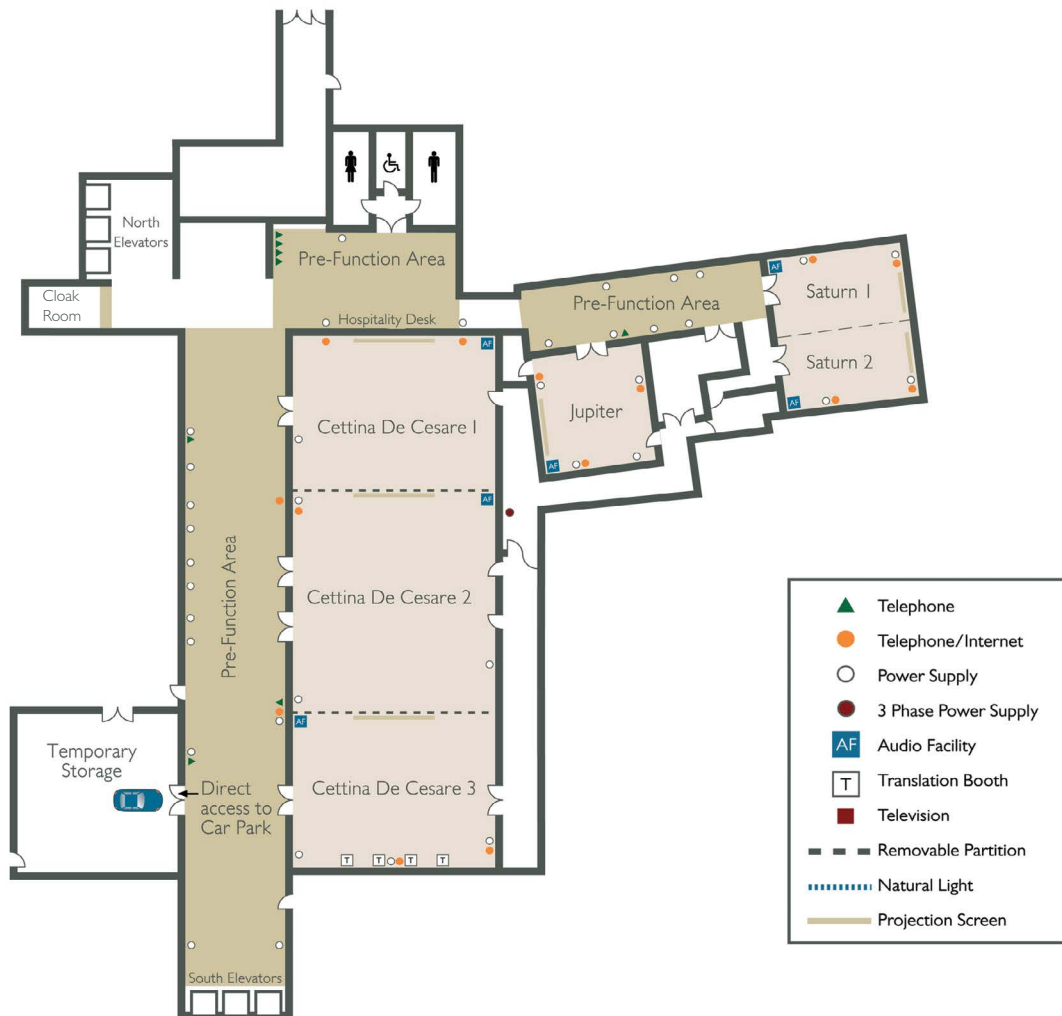 North
Elevators
Pre-Function Area
Cloak
Room
Hospitality Desk
Pre-Function Area
AF
Saturn 1
Saturn 2
AF
AF
Cettina De Cesare 1
Jupiter
AF
AF
Pre-Function Area
Cettina De Cesare 2
AF
Temporary
Storage
Direct
access to
Car Park
Cettina De Cesare 3
T
T
T
T
South Elevators
Telephone
Telephone/Internet
Power Supply
3 Phase Power Supply
AF Audio Facility
T Translation Booth
Television
Removable Partition
Natural Light
Projection Screen